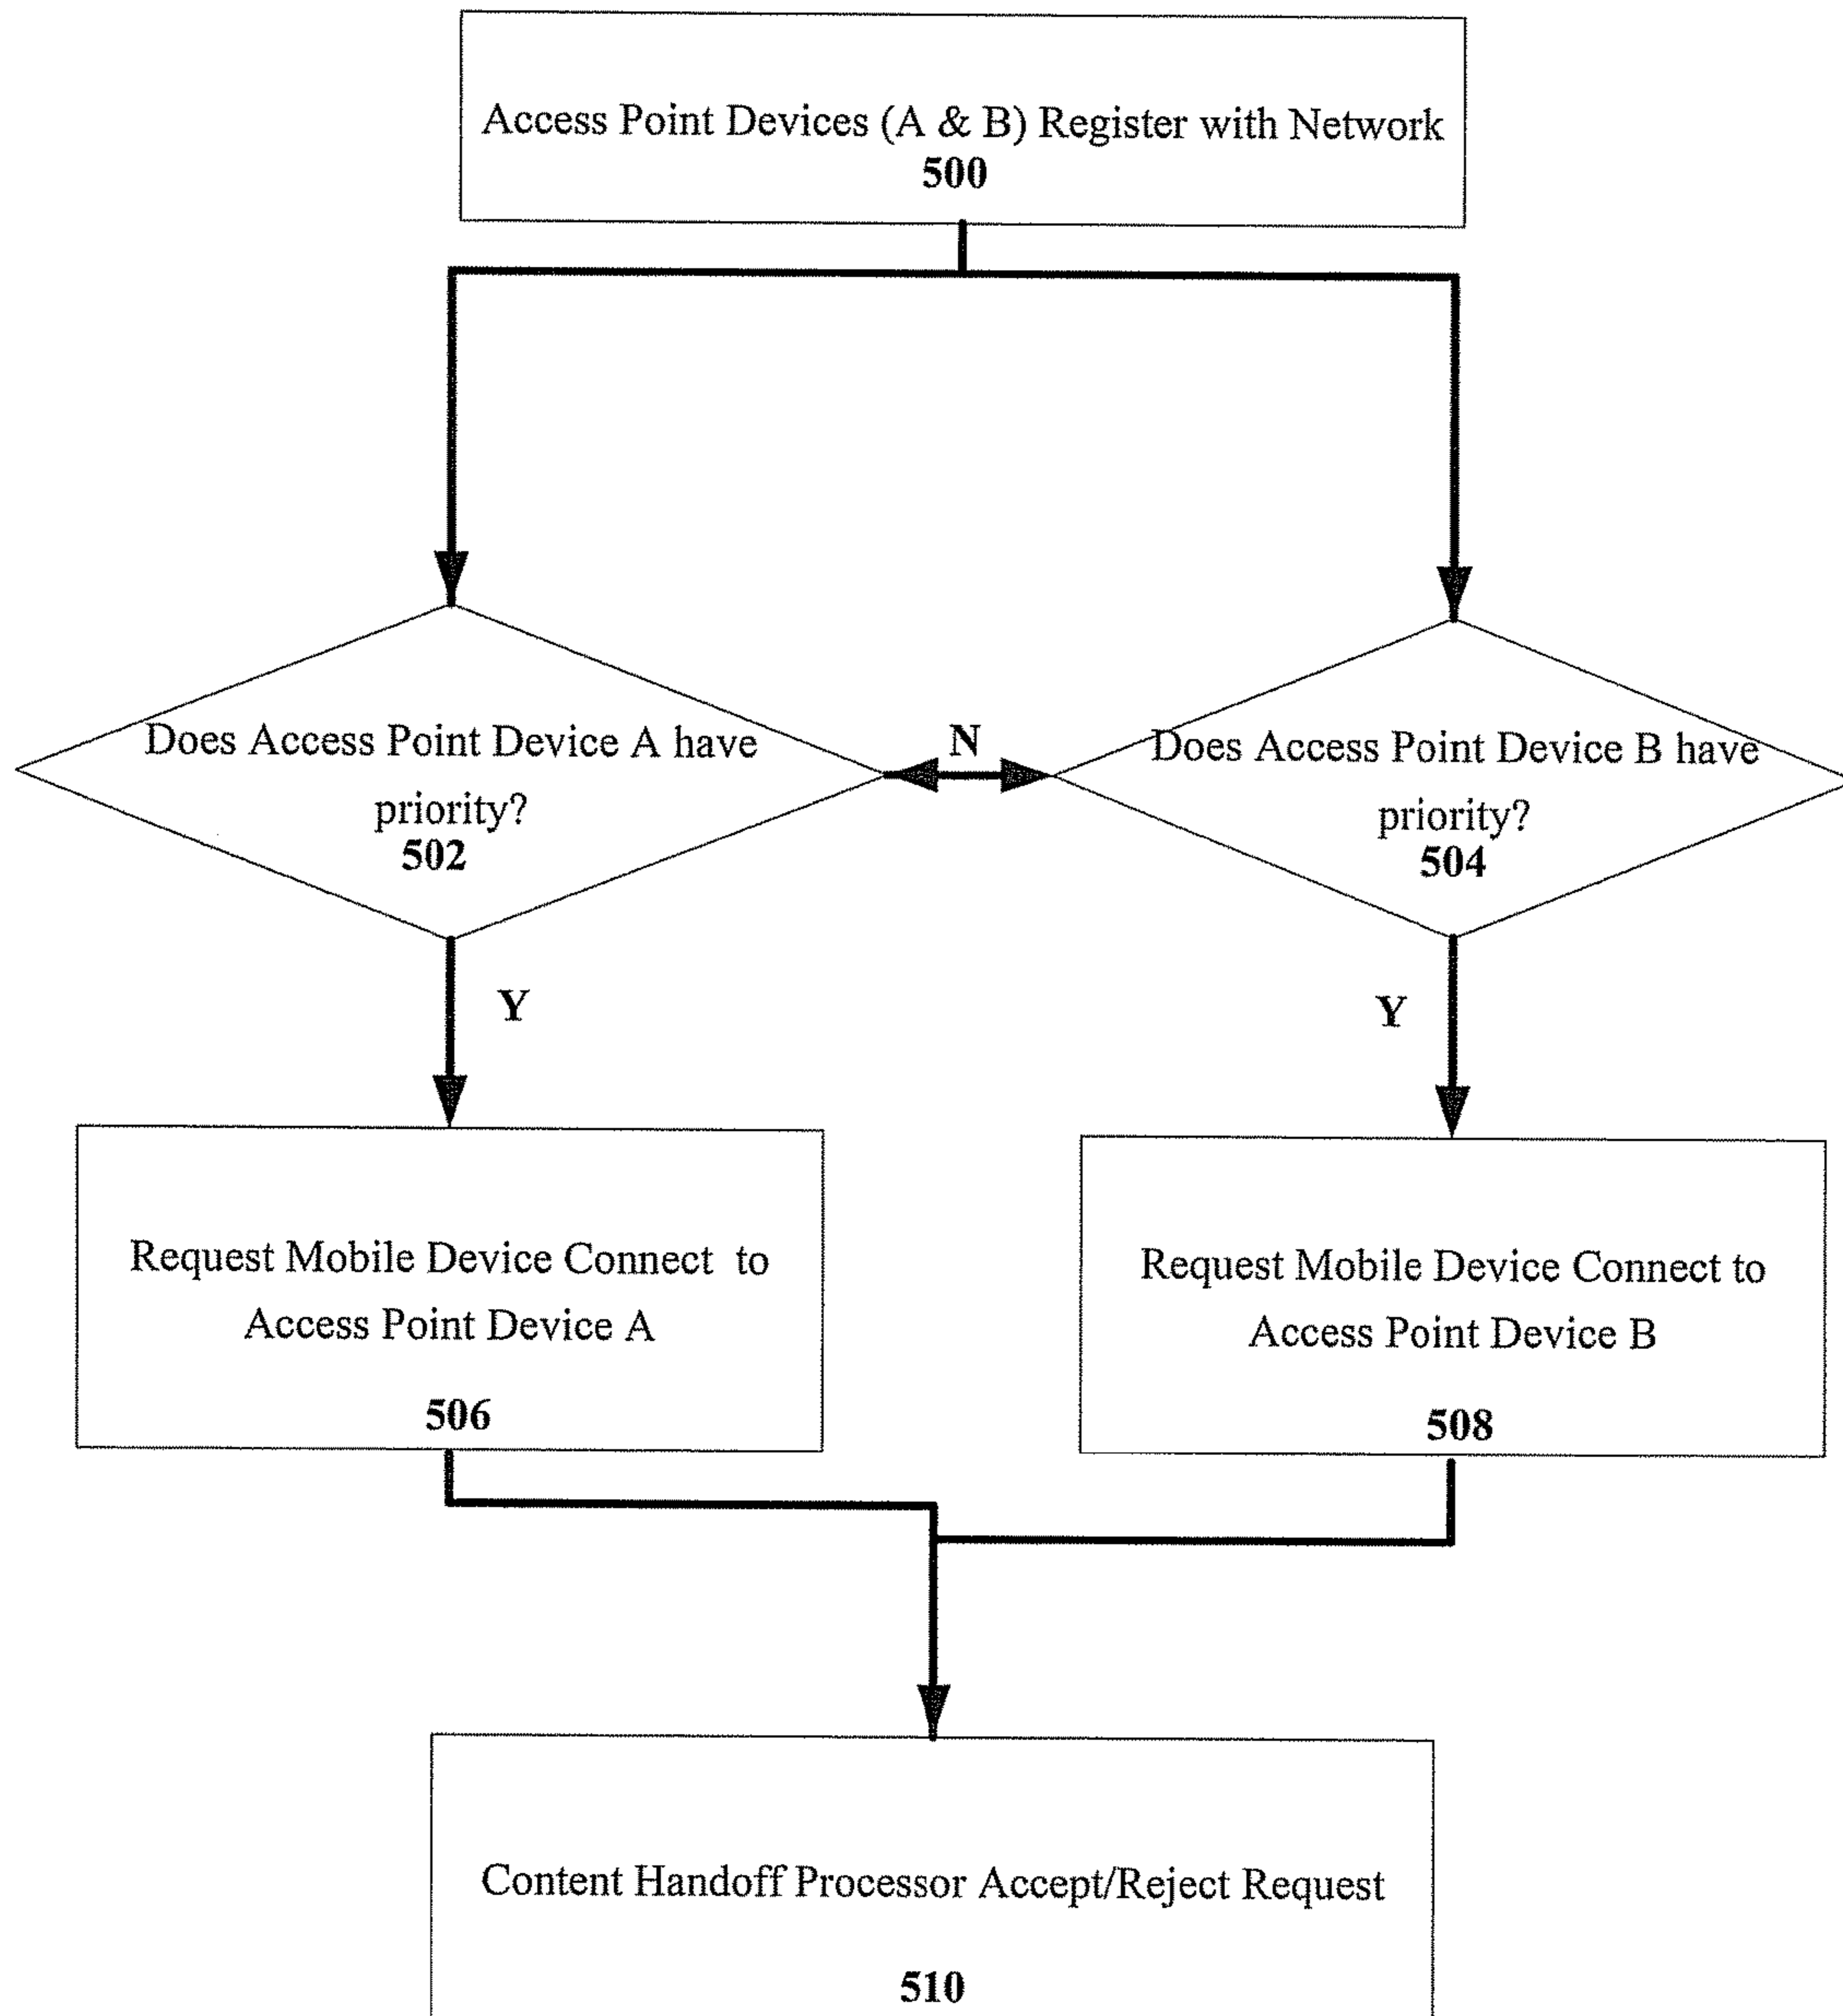 Access Point Devices (A & B) Register with Network
500
Does Access Point Device A have
priority?
502
N
Does Access Point Device B have
priority?
504
Y
Y
Request Mobile Device Connect to
Access Point Device A
506
Request Mobile Device Connect to
Access Point Device B
508
Content Handoff Processor Accept/Reject Request
510